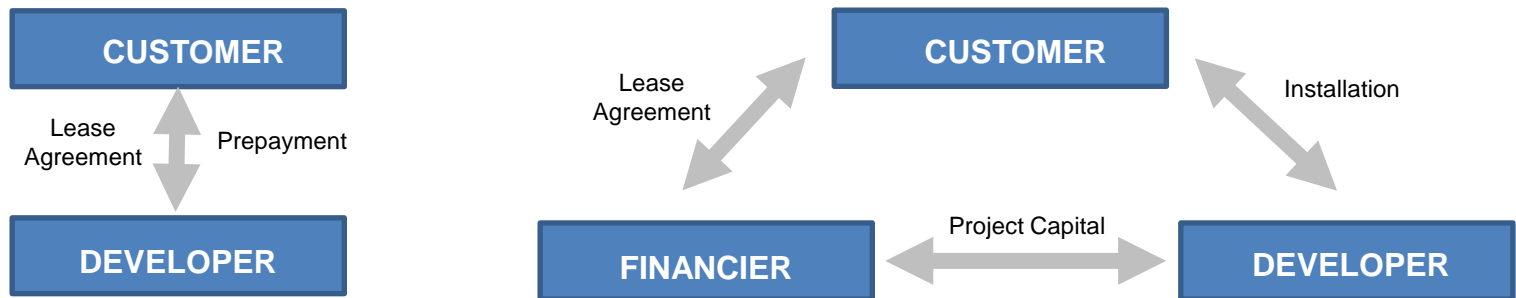 CUSTOMER
Lease
Agreement
Prepayment
DEVELOPER
CUSTOMER
Lease
Agreement
Installation
Project Capital
FINANCIER
DEVELOPER